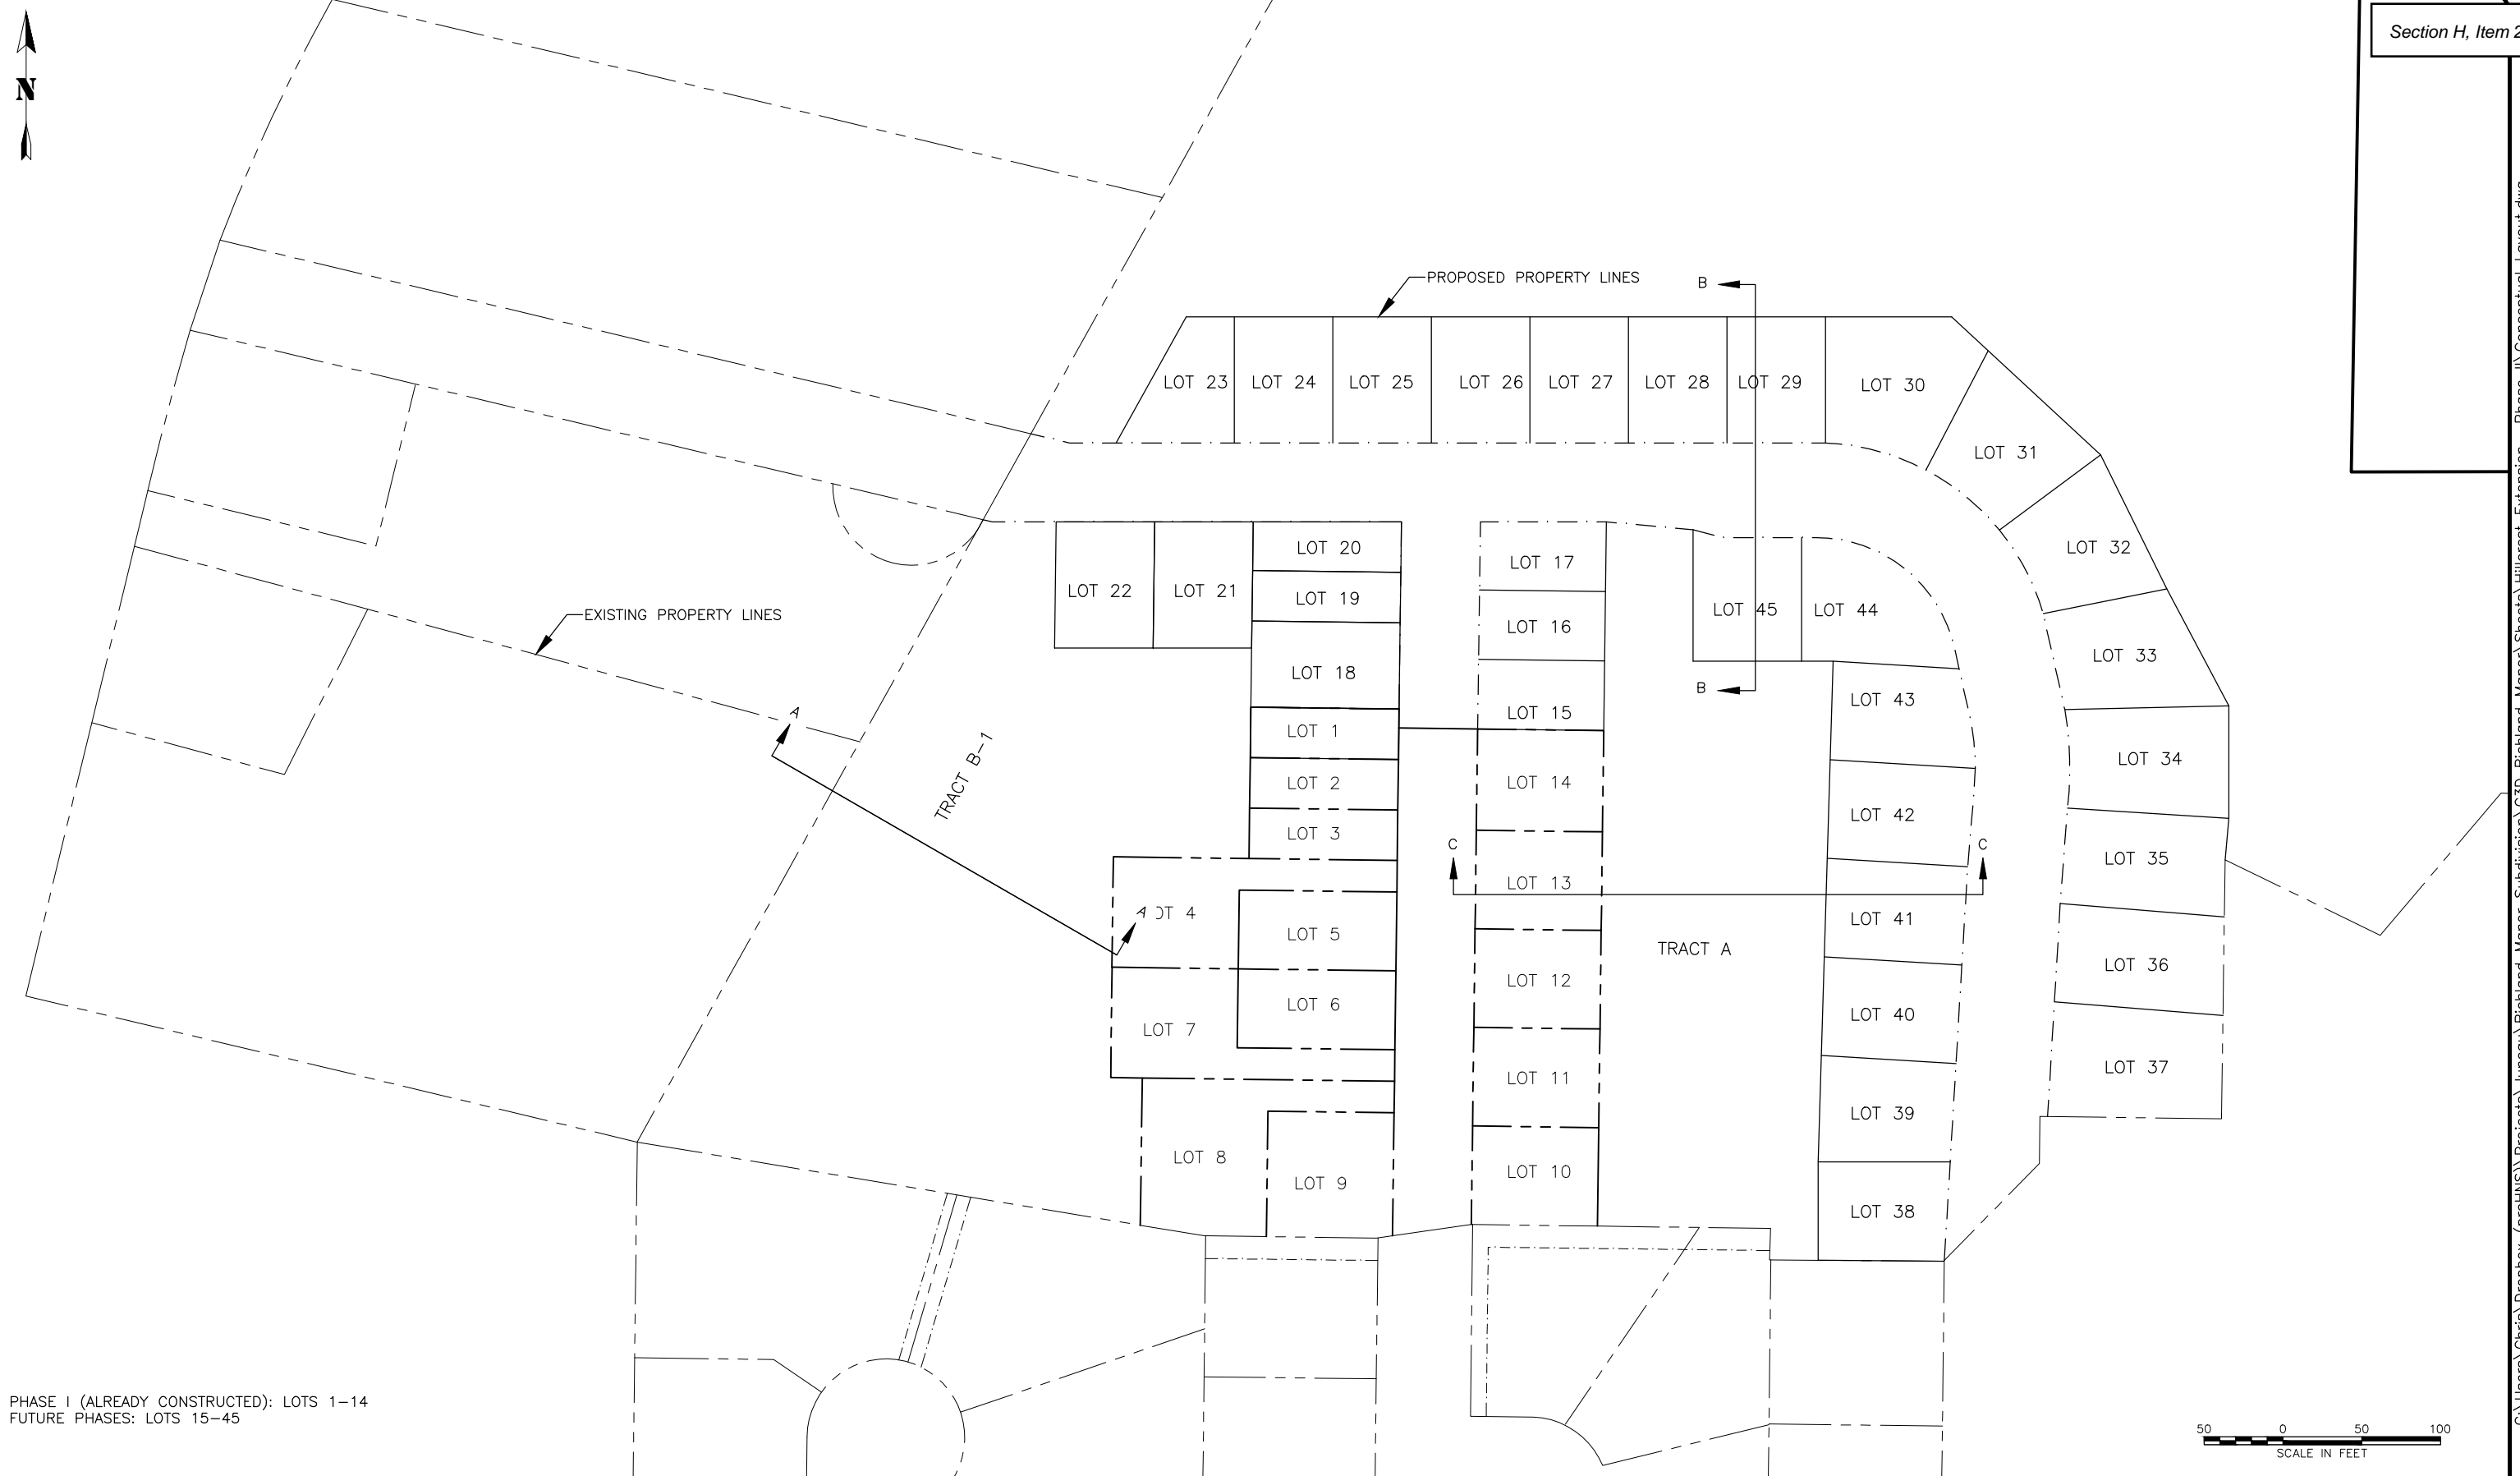 Section H, Item 2
N
PROPOSED PROPERTY LINES
B
LOT 23
LOT 24
LOT 25
LOT 26
LOT 27
LOT 28
LOT 29
LOT 30
LOT 31
LOT 32
LOT 33
LOT 34
LOT 35
LOT 36
LOT 37
LOT 22
LOT 21
LOT 20
LOT 19
LOT 18
LOT 1
LOT 2
LOT 3
LOT 4
LOT 5
LOT 6
LOT 7
LOT 8
LOT 9
LOT 17
LOT 16
LOT 15
LOT 14
LOT 13
LOT 12
LOT 11
LOT 10
LOT 45
LOT 44
B
LOT 43
LOT 42
LOT 41
LOT 40
LOT 39
LOT 38
C
C
TRACT A
EXISTING PROPERTY LINES
A
A
TRACT B-1
PHASE I (ALREADY CONSTRUCTED): LOTS 1-14
FUTURE PHASES: LOTS 15-45
50 0 50 100
SCALE IN FEET